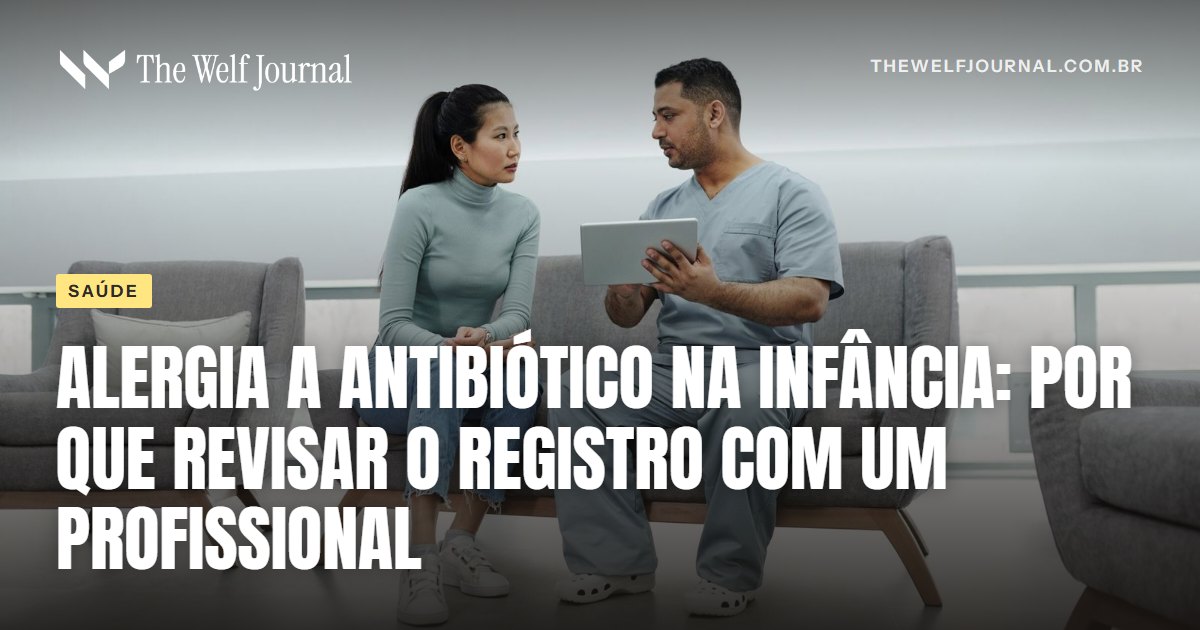 The Welf Journal
THEWELFJOURNAL.COM.BR
SAÚDE
ALERGIA A ANTIBIÓTICO NA INFÂNCIA: POR
QUE REVISAR O REGISTRO COM UM
PROFISSIONAL